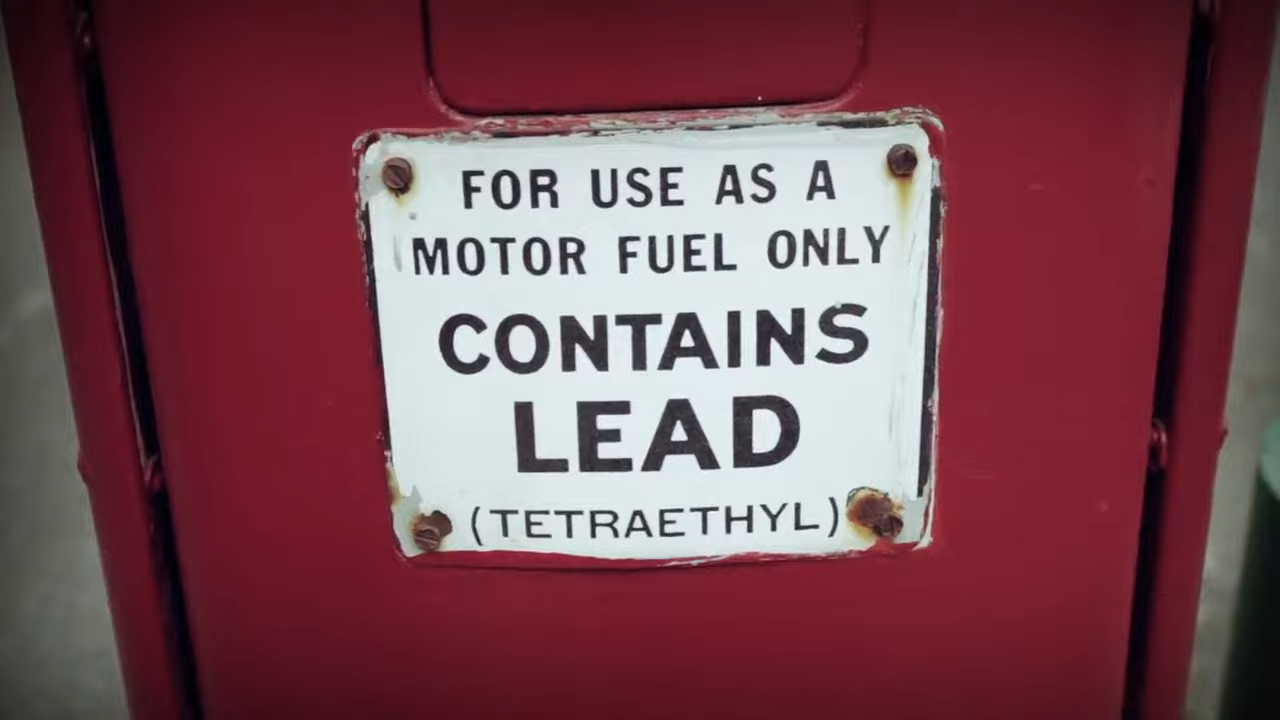 FOR USE AS A
MOTOR FUEL ONLY
CONTAINS
LEAD
(TETRAETHYL)